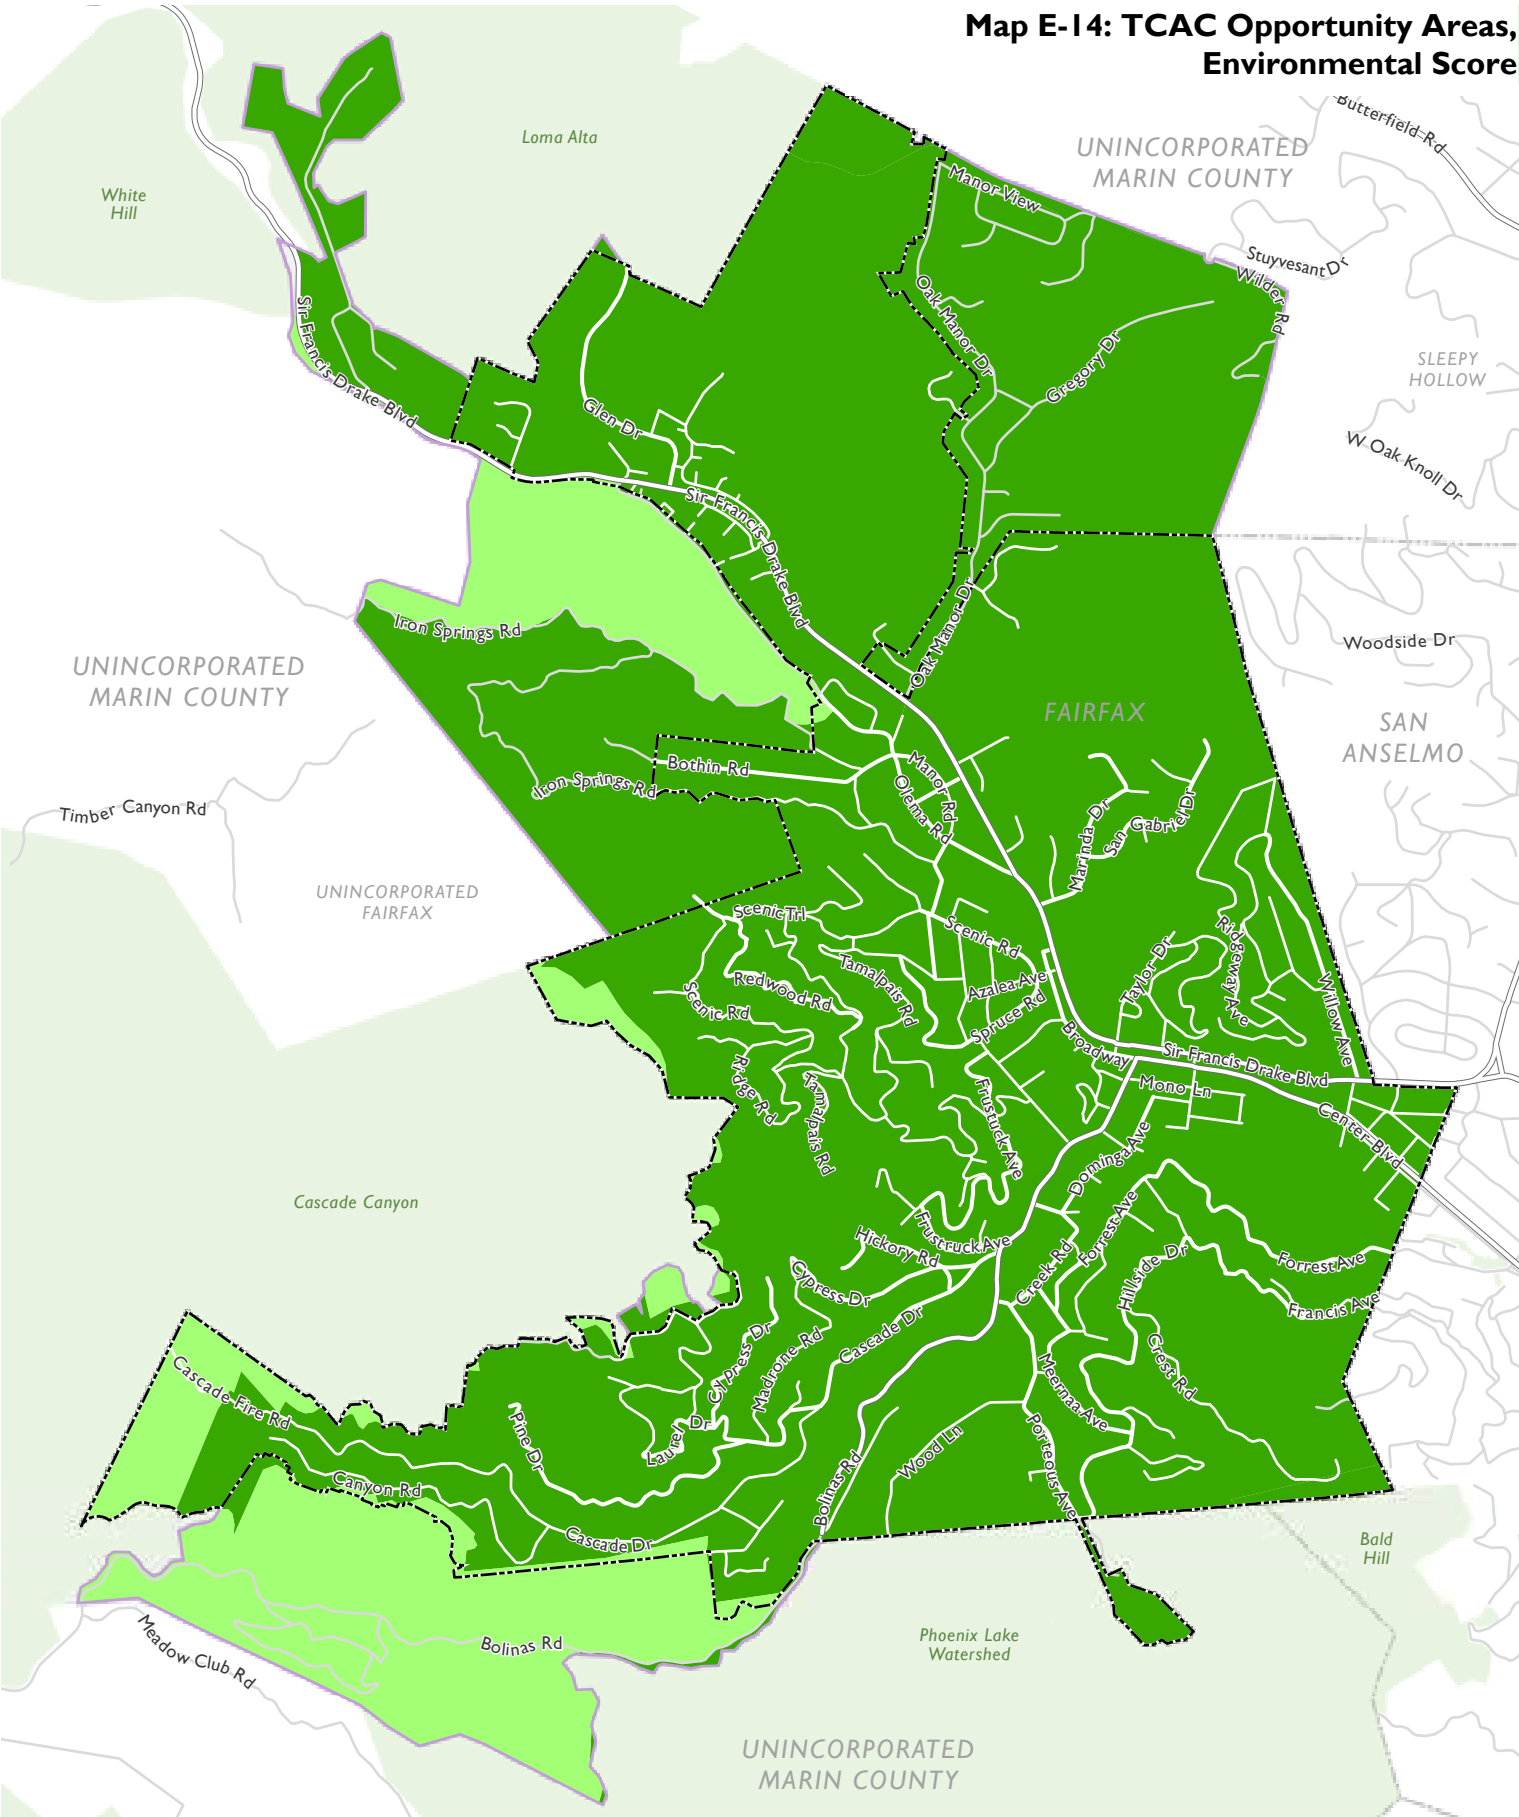 Map E-14: TCAC Opportunity Areas,
Environmental Score
Butterfield Rd
Loma Alta
UNINCORPORATED
MARIN COUNTY
Manor View
White
Hill
Stuyvesant Dr
Wilder Rd
Sir Francis Drake Blvd
Oak Manor Dr
Gregory Dr
SLEEPY
HOLLOW
Glen Dr
W Oak Knoll Dr
Sir Francis Drake Blvd
Iron Springs Rd
Oak Manor Dr
Woodside Dr
UNINCORPORATED
MARIN COUNTY
FAIRFAX
SAN
ANSELMO
Bothin Rd
Iron Springs Rd
Manor Rd
Olema Rd
Timber Canyon Rd
Marinda Dr
San Gabriel Dr
UNINCORPORATED
FAIRFAX
Scenic Trl
Scenic Rd
Ridgeway Ave
Taylor Dr
Tamalpais Rd
Redwood Rd
Azalea Ave
Scenic Rd
Spruce Rd
Willow Ave
Broadway
Sir Francis Drake Blvd
Ridge Rd
Tamalpais Rd
Frustuck Ave
Mono Ln
Center Blvd
Dominga Ave
Cascade Canyon
Frustruck Ave
Hickory Rd
Forrest Ave
Forrest Ave
Creek Rd
Hillside Dr
Cypress Dr
Francis Ave
Cascade Dr
Cypress Dr
Madrone Rd
Crest Rd
Meernaa Ave
Cascade Fire Rd
Pine Dr
Laurel Dr
Wood Ln
Porteous Ave
Canyon Rd
Bolinas Rd
Cascade Dr
Bald
Hill
Meadow Club Rd
Bolinas Rd
Phoenix Lake
Watershed
UNINCORPORATED
MARIN COUNTY